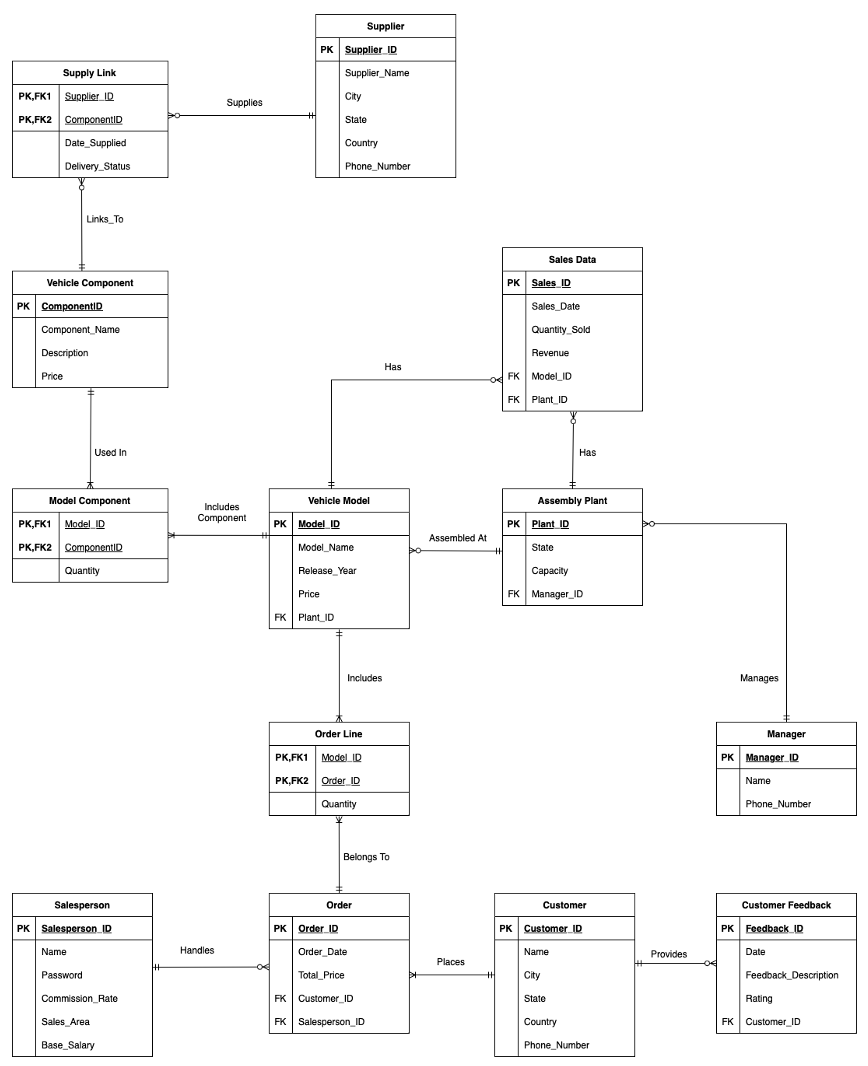 Supplier
PK Supplier_ID
Supplier_Name
City
State
Country
Phone_Number
Supply Link
PK,FK1 Supplier_ID
PK,FK2 ComponentID
Date_Supplied
Delivery_Status
Supplies
Links_To
Vehicle Component
PK ComponentID
Component_Name
Description
Price
Sales Data
PK Sales_ID
Sales_Date
Quantity_Sold
Revenue
FK Model_ID
FK Plant_ID
Has
Has
Used In
Model Component
PK,FK1 Model_ID
PK,FK2 ComponentID
Quantity
Includes
Component
Vehicle Model
PK Model_ID
Model_Name
Release_Year
Price
FK Plant_ID
Assembled At
Assembly Plant
PK Plant_ID
State
Capacity
FK Manager_ID
Includes
Manages
Order Line
PK,FK1 Model_ID
PK,FK2 Order_ID
Quantity
Manager
PK Manager_ID
Name
Phone_Number
Belongs To
Salesperson
PK Salesperson_ID
Name
Password
Commission_Rate
Sales_Area
Base_Salary
Handles
Order
PK Order_ID
Order_Date
Total_Price
FK Customer_ID
FK Salesperson_ID
Places
Customer
PK Customer_ID
Name
City
State
Country
Phone_Number
Provides
Customer Feedback
PK Feedback_ID
Date
Feedback_Description
Rating
FK Customer_ID